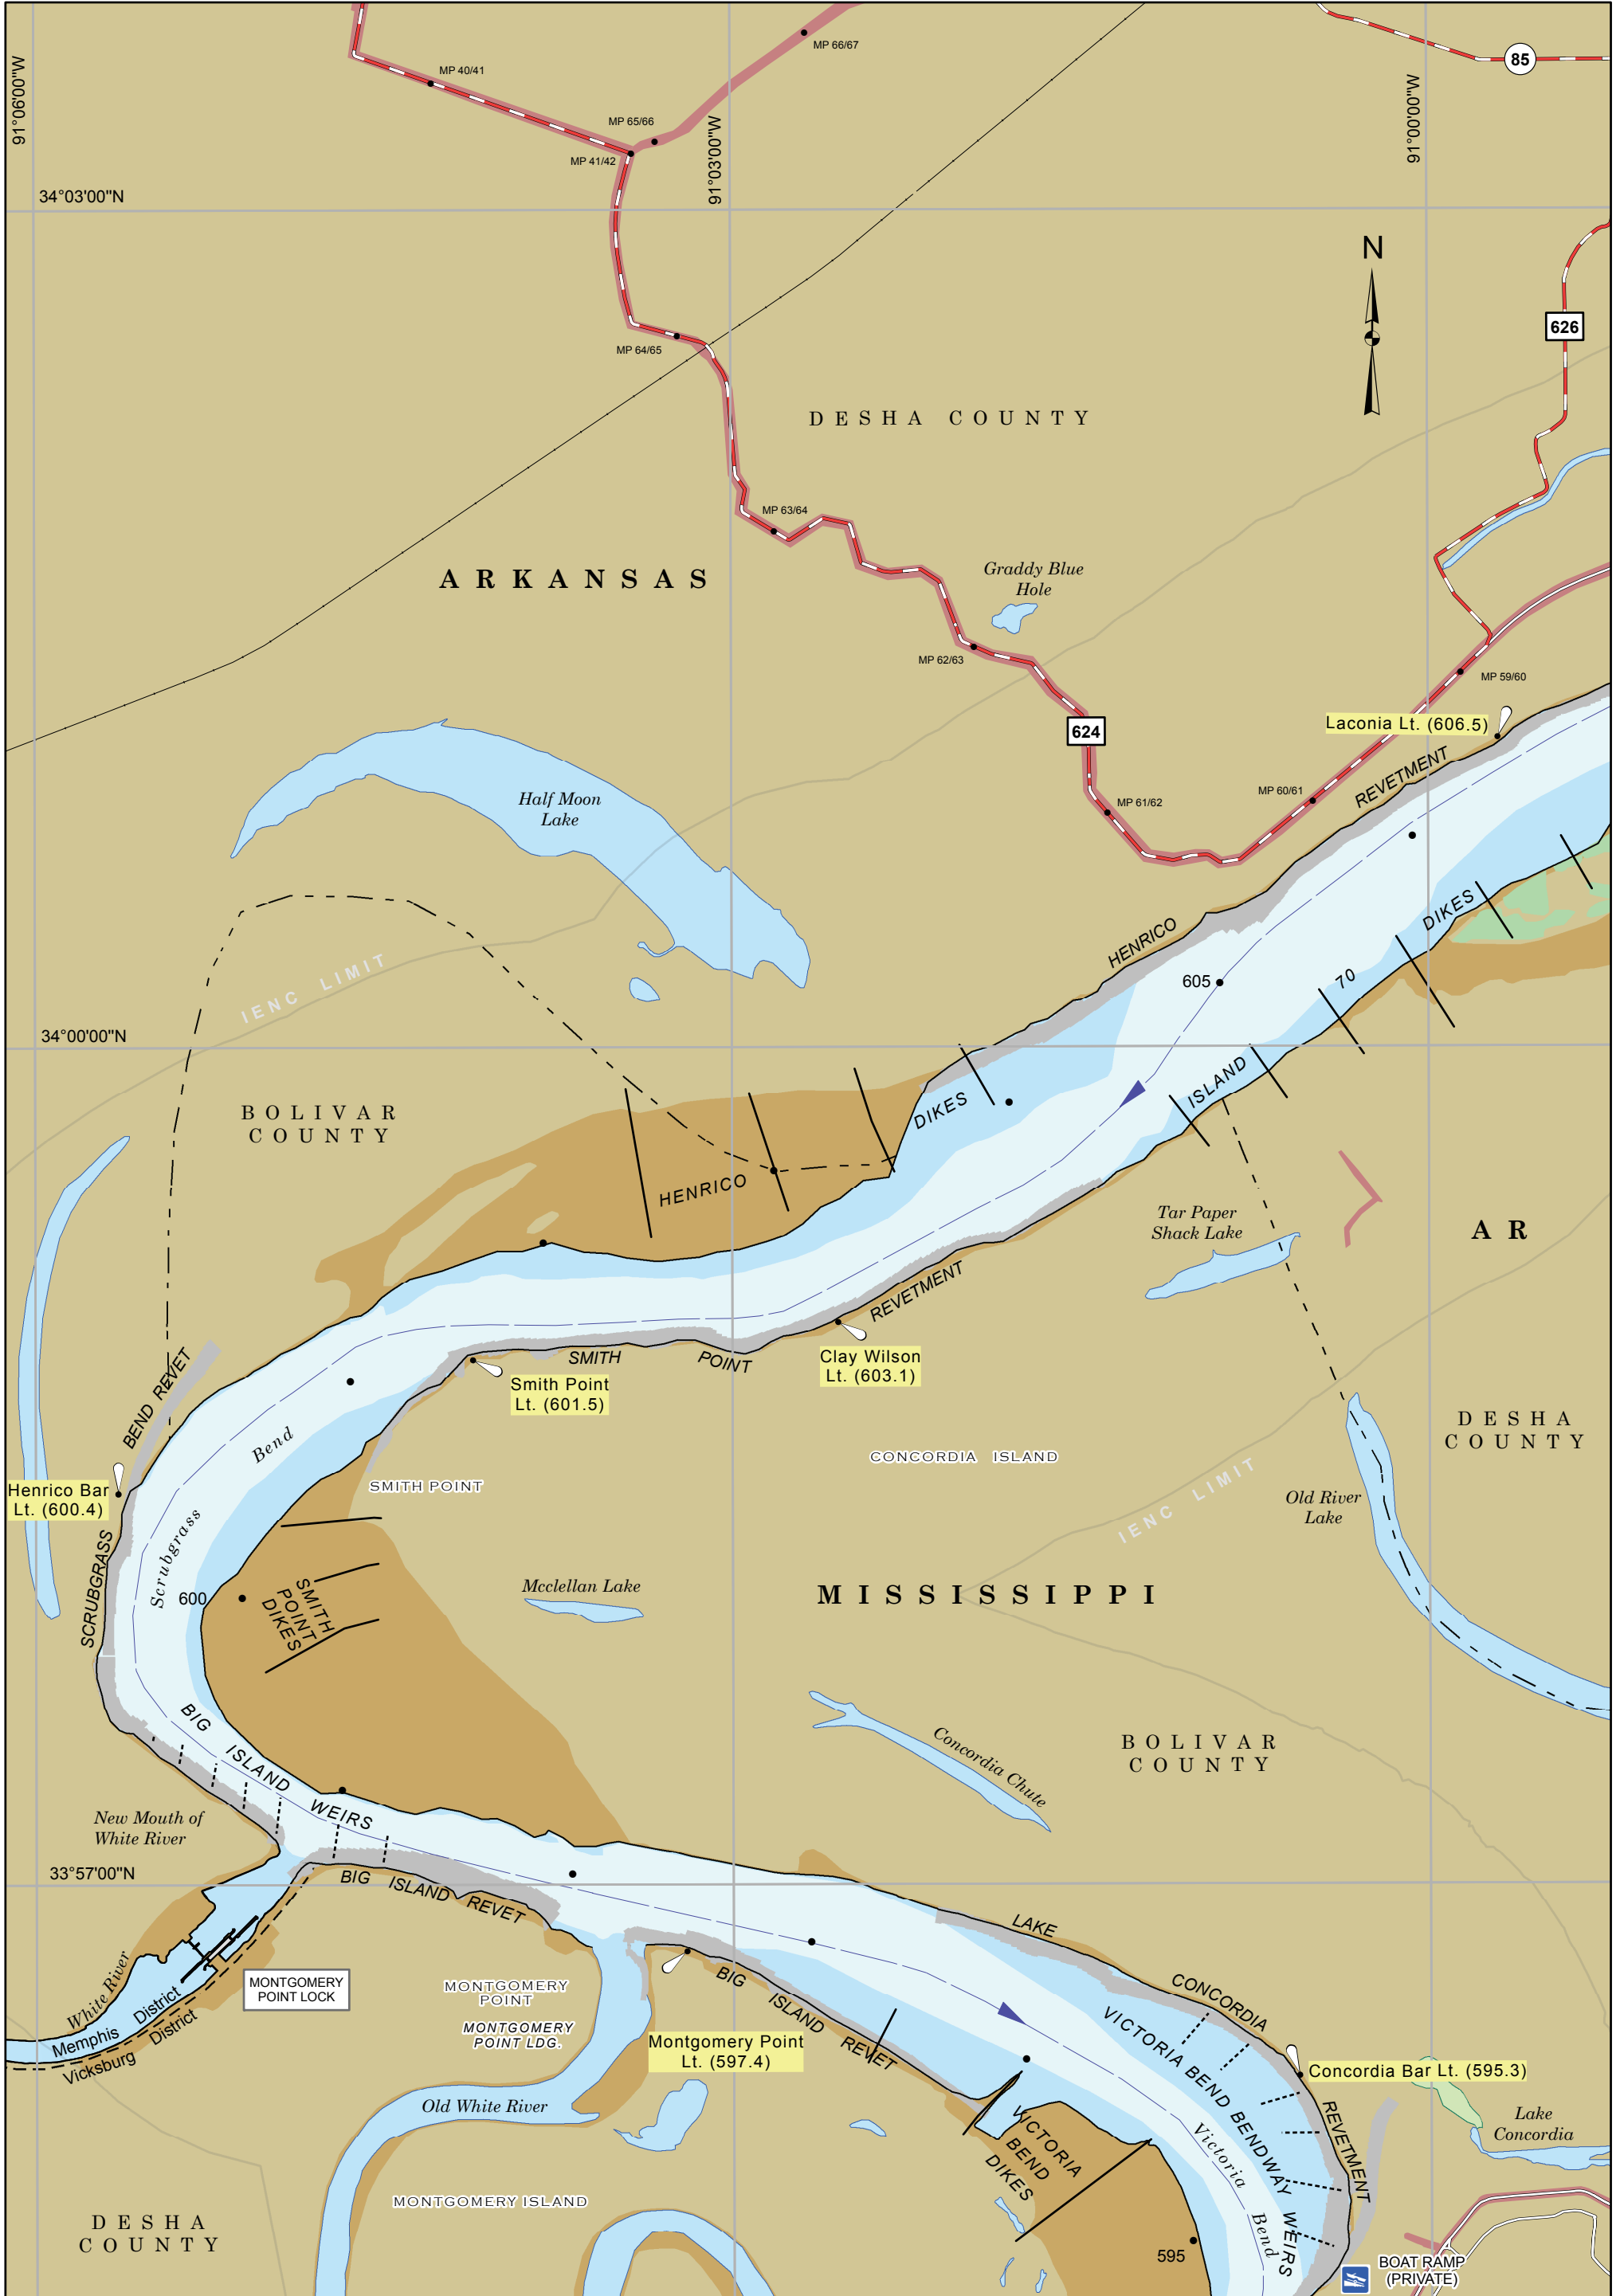 MP 66/67
85
91°06'00"W
MP 40/41
91°00'00"W
MP 65/66
91°03'00"W
MP 41/42
34°03'00"N
N
626
MP 64/65
DESHA COUNTY
MP 63/64
ARKANSAS
Graddy Blue
Hole
MP 62/63
MP 59/60
624
Laconia Lt. (606.5)
REVETMENT
Half Moon
Lake
MP 61/62
MP 60/61
DIKES
HENRICO
IENC LIMIT
605
70
34°00'00"N
ISLAND
BOLIVAR
COUNTY
DIKES
HENRICO
Tar Paper
Shack Lake
AR
REVETMENT
SMITH
POINT
Clay Wilson
Lt. (603.1)
BEND REVET
Smith Point
Lt. (601.5)
Bend
DESHA
COUNTY
CONCORDIA ISLAND
SMITH POINT
Henrico Bar
Lt. (600.4)
IENC LIMIT
Old River
Lake
SCRUBGRASS
Scrubgrass
600
SMITH
POINT
DIKES
Mcclellan Lake
MISSISSIPPI
BIG
ISLAND
WEIRS
Concordia Chute
BOLIVAR
COUNTY
New Mouth of
White River
33°57'00"N
BIG ISLAND REVET
LAKE
White River
MONTGOMERY
POINT LOCK
MONTGOMERY
POINT
BIG
ISLAND
REVET
CONCORDIA
Memphis District
Vicksburg District
MONTGOMERY
POINT LDG.
Montgomery Point
Lt. (597.4)
VICTORIA BEND BENDWAY WEIRS
Concordia Bar Lt. (595.3)
Old White River
VICTORIA
BEND
DIKES
REVETMENT
Lake
Concordia
Victoria
Bend
MONTGOMERY ISLAND
DESHA
COUNTY
595
BOAT RAMP
(PRIVATE)